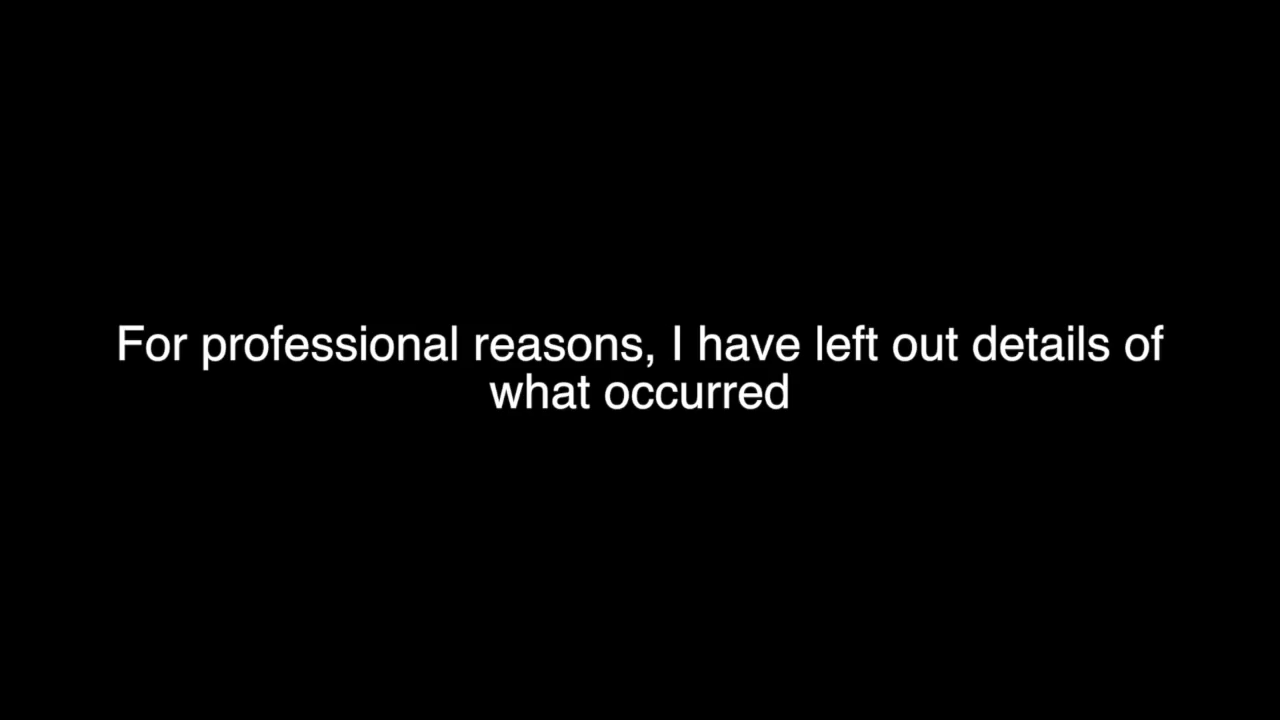 For professional reasons, I have left out details of
what occurred